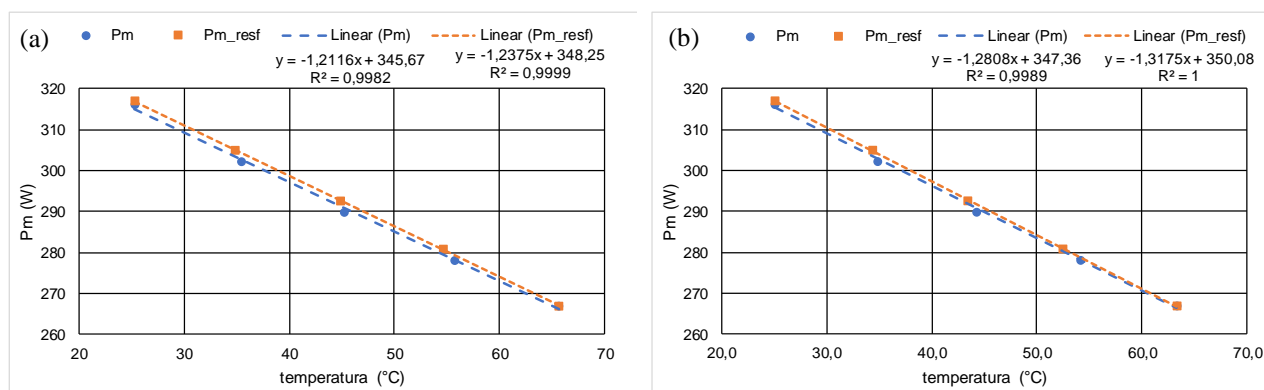 (a) Pm Pm_resf Linear (Pm) Linear (Pm_resf)
y = -1,2116x + 345,67
R² = 0,9982
y = -1,2375x + 348,25
R² = 0,9999
320
310
300
290
280
270
260
Pm (W)
20 30 40 50 60 70
temperatura (°C)
(b) Pm Pm_resf Linear (Pm) Linear (Pm_resf)
y = -1,2808x + 347,36
R² = 0,9989
y = -1,3175x + 350,08
R² = 1
320
310
300
290
280
270
260
Pm (W)
20,0 30,0 40,0 50,0 60,0 70,0
temperatura (°C)